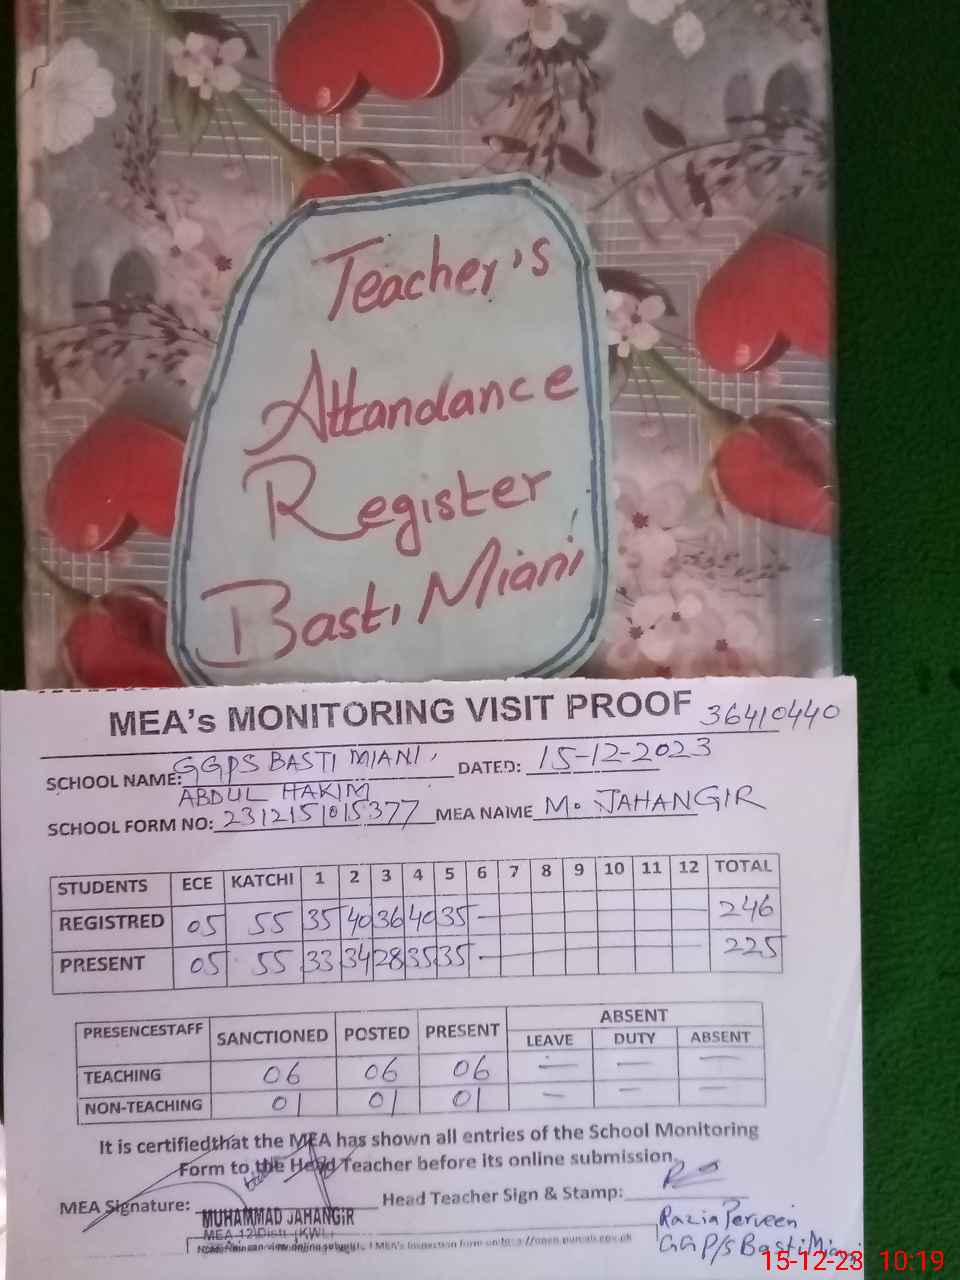 Teacher's
Attandance
Register
Basti Miani
MEA's MONITORING VISIT PROOF 36410440
SCHOOL NAME: GGPS BASTI MIANI, DATED: 15-12-2023
ABDUL HAKIM
SCHOOL FORM NO: 2312151015377 MEA NAME M. JAHANGIR
STUDENTS ECE KATCHI 1 2 3 4 5 6 7 8 9 10 11 12 TOTAL
REGISTRED 05 55 35 40 36 40 35 — 246
PRESENT 05 55 33 34 28 35 35 — 225
PRESENCESTAFF SANCTIONED POSTED PRESENT ABSENT
LEAVE DUTY ABSENT
TEACHING 06 06 06 — — —
NON-TEACHING 01 01 01 — — —
It is certifiedthat the MEA has shown all entries of the School Monitoring
Form to the Head Teacher before its online submission.
MEA Signature: Head Teacher Sign & Stamp:
MUHAMMAD JAHANGIR
MEA-12 Distt (KWL)
Razia Perveen
GGP/S Basti Miani
15-12-23 10:19